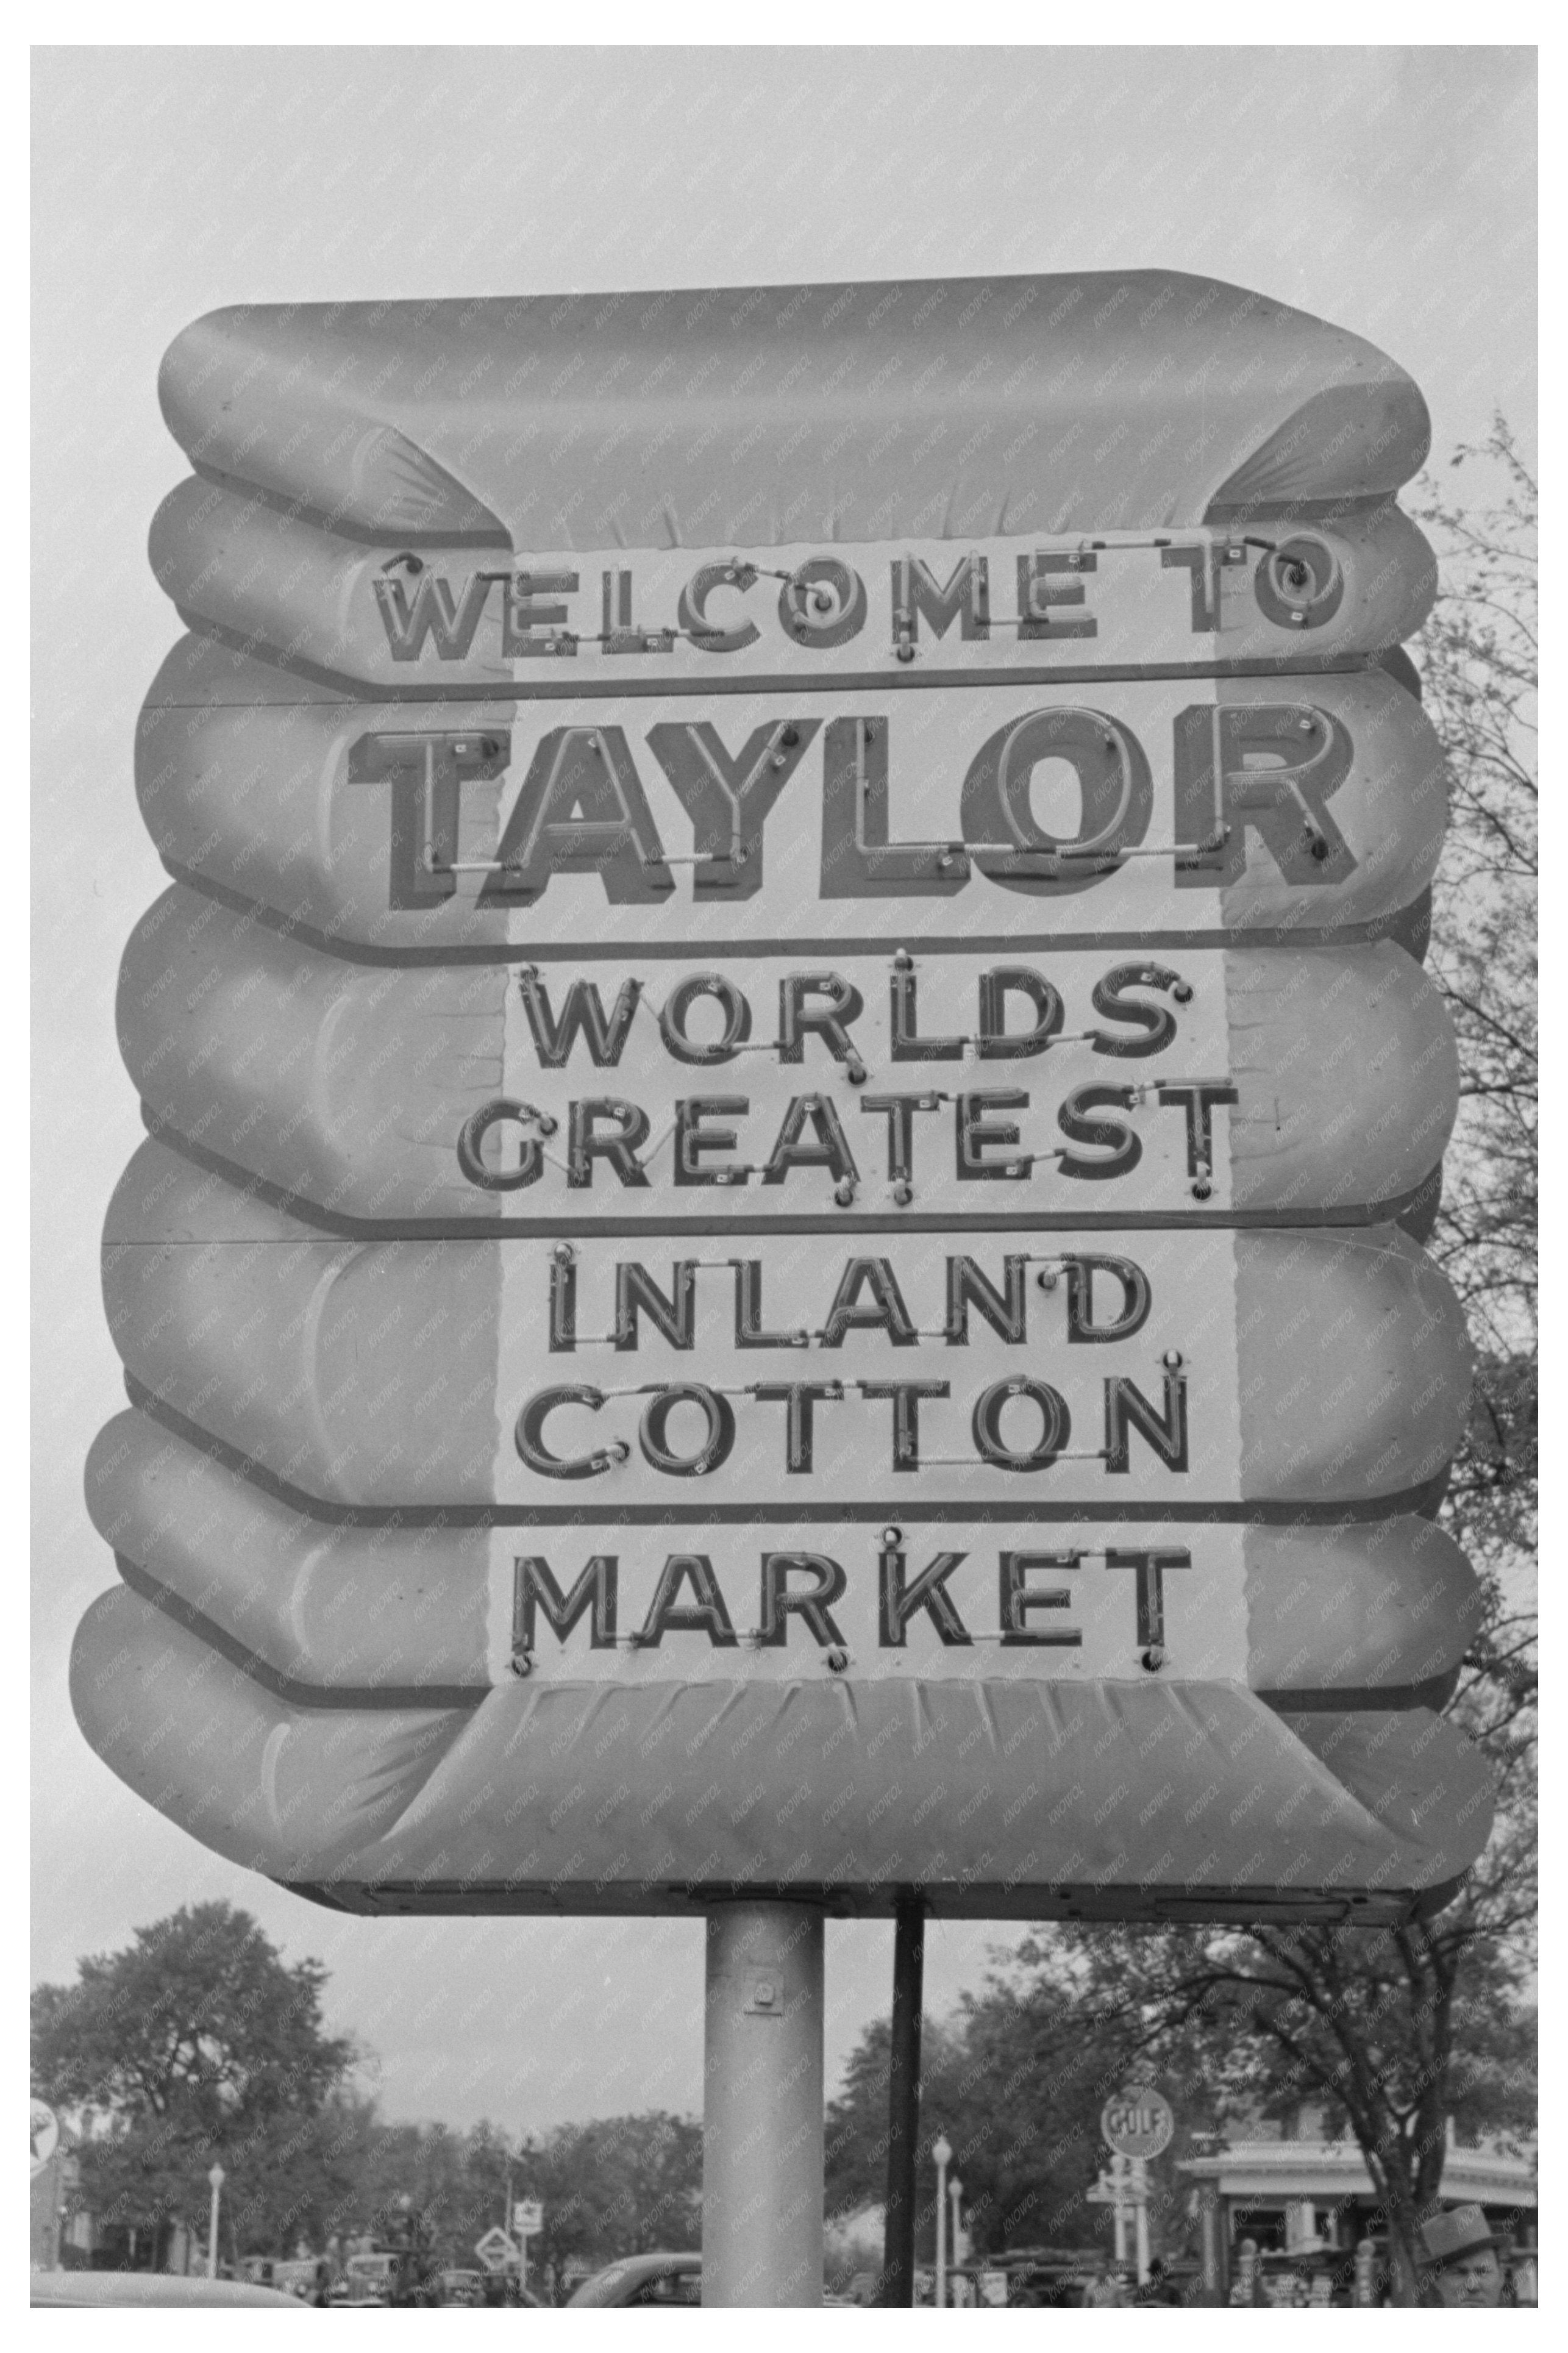 WELCOME TO
TAYLOR
WORLDS
GREATEST
INLAND
COTTON
MARKET
GULF